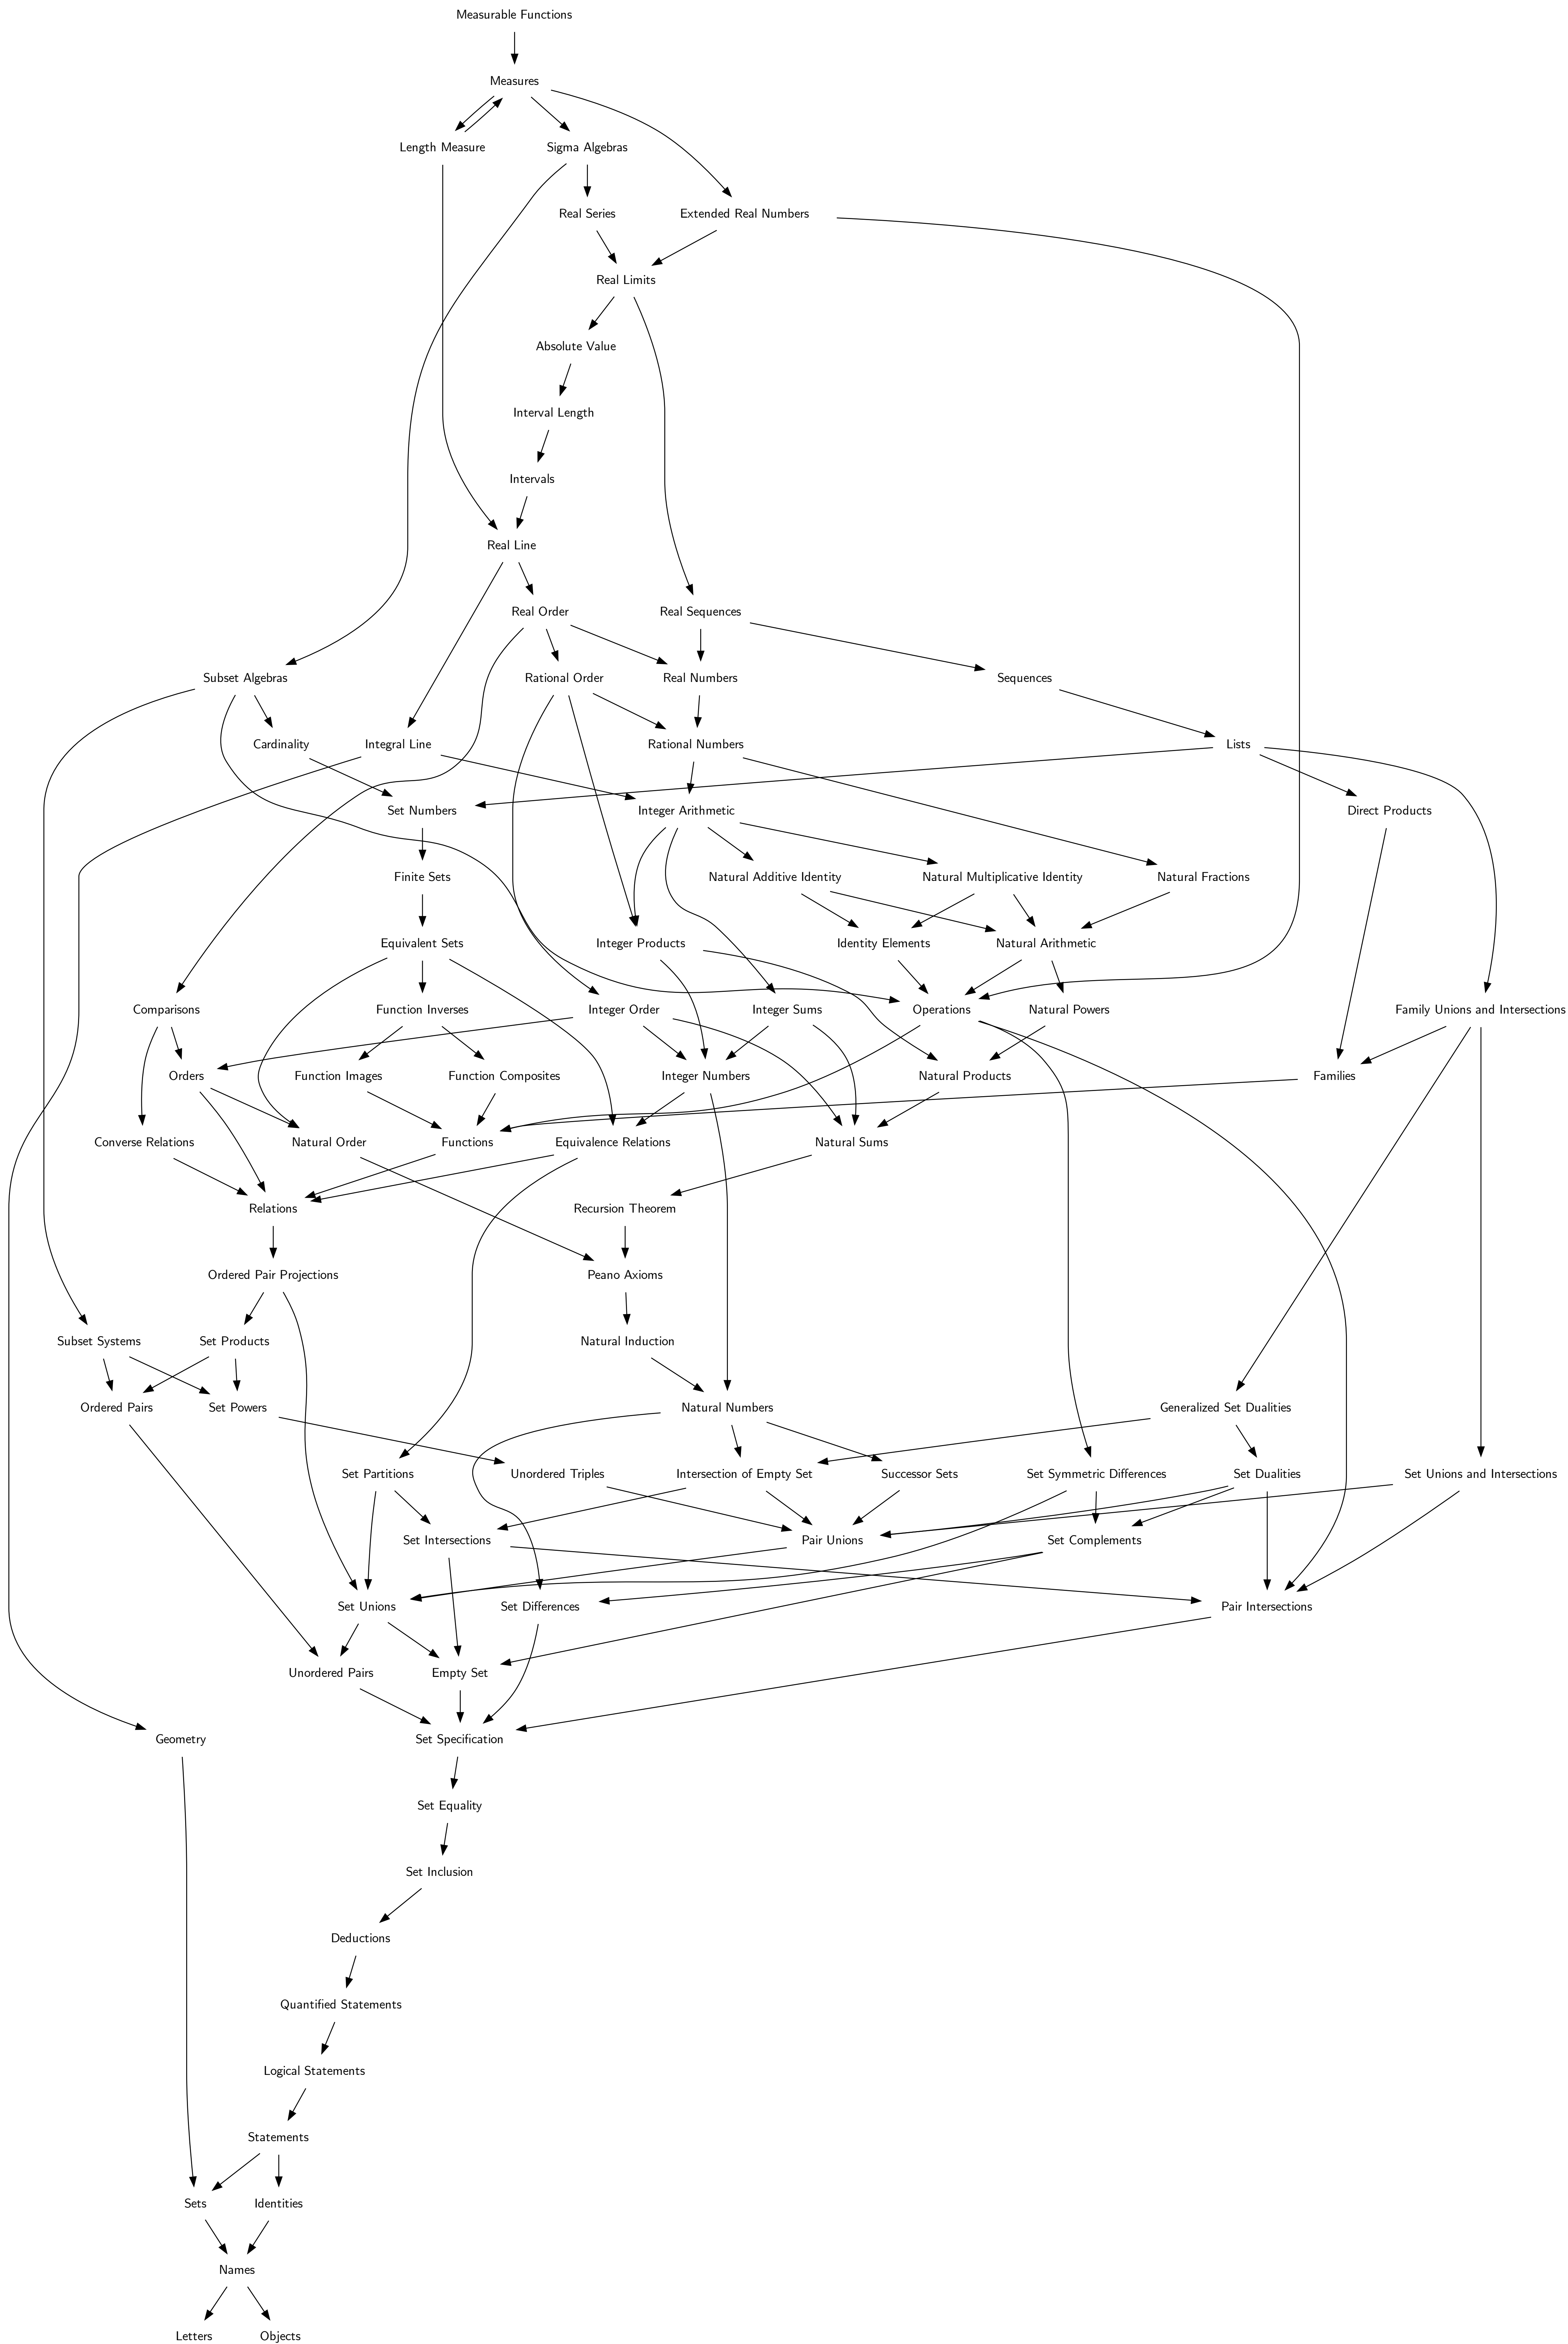 Measurable Functions
Measures
Length Measure
Sigma Algebras
Real Series
Extended Real Numbers
Real Limits
Absolute Value
Interval Length
Intervals
Real Line
Real Order
Real Sequences
Subset Algebras
Rational Order
Real Numbers
Sequences
Cardinality
Integral Line
Rational Numbers
Lists
Set Numbers
Integer Arithmetic
Direct Products
Finite Sets
Natural Additive Identity
Natural Multiplicative Identity
Natural Fractions
Equivalent Sets
Integer Products
Identity Elements
Natural Arithmetic
Comparisons
Function Inverses
Integer Order
Integer Sums
Operations
Natural Powers
Family Unions and Intersections
Orders
Function Images
Function Composites
Integer Numbers
Natural Products
Families
Converse Relations
Natural Order
Functions
Equivalence Relations
Natural Sums
Relations
Recursion Theorem
Ordered Pair Projections
Peano Axioms
Subset Systems
Set Products
Natural Induction
Ordered Pairs
Set Powers
Natural Numbers
Generalized Set Dualities
Set Partitions
Unordered Triples
Intersection of Empty Set
Successor Sets
Set Symmetric Differences
Set Dualities
Set Unions and Intersections
Set Intersections
Pair Unions
Set Complements
Set Unions
Set Differences
Pair Intersections
Unordered Pairs
Empty Set
Geometry
Set Specification
Set Equality
Set Inclusion
Deductions
Quantified Statements
Logical Statements
Statements
Sets
Identities
Names
Letters
Objects